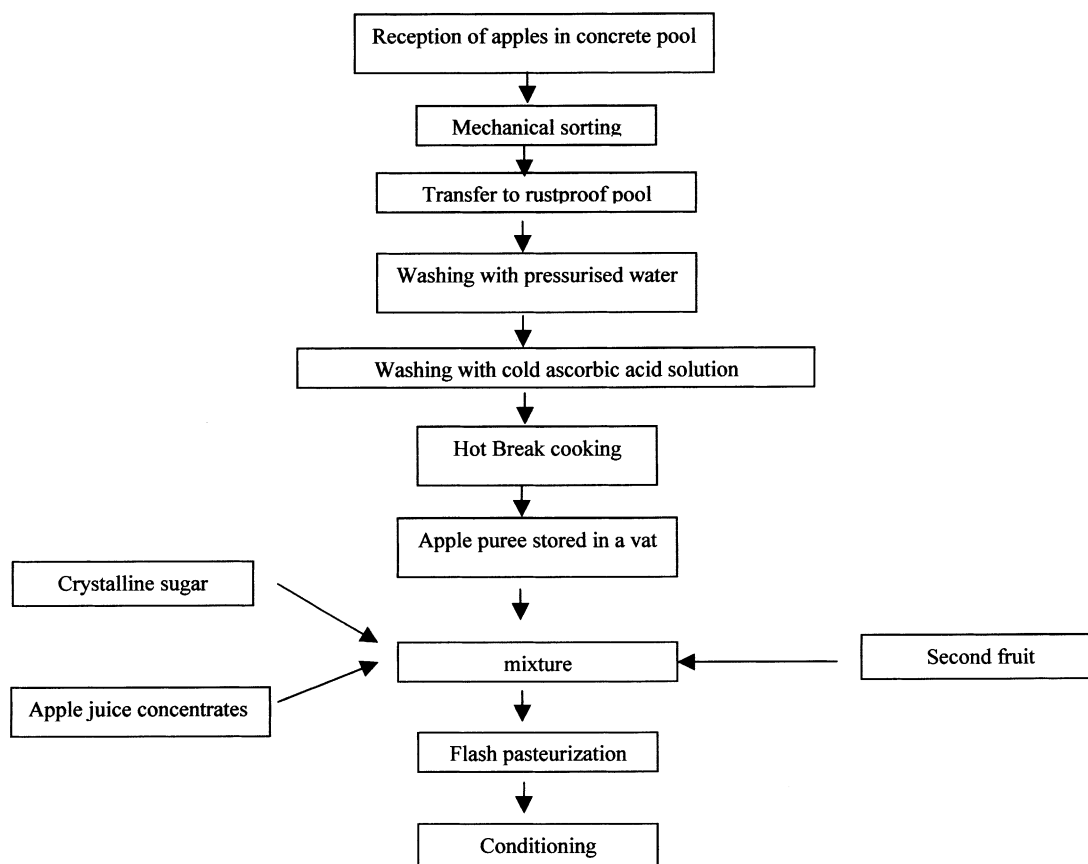 Reception of apples in concrete pool
Mechanical sorting
Transfer to rustproof pool
Washing with pressurised water
Washing with cold ascorbic acid solution
Hot Break cooking
Apple puree stored in a vat
Crystalline sugar
mixture
Second fruit
Apple juice concentrates
Flash pasteurization
Conditioning